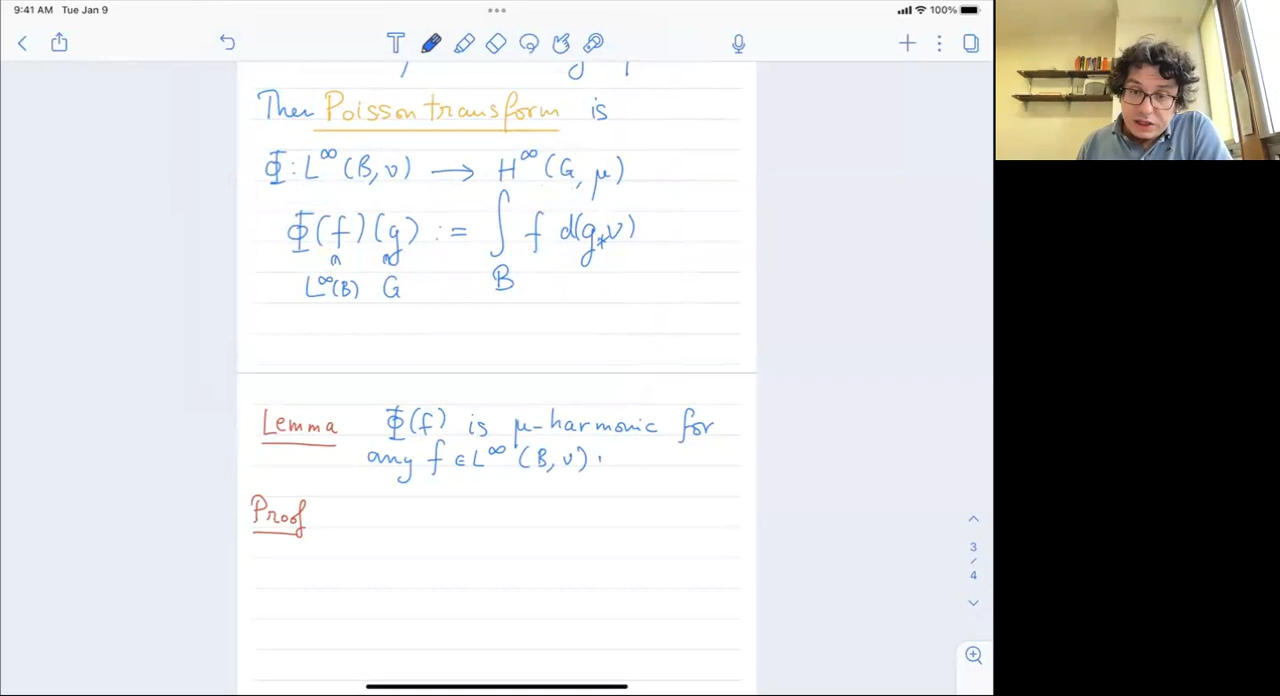 9:41 AM Tue Jan 9
100%
Then Poisson transform is
Φ : L^∞ (B, ν) → H^∞ (G, μ)
Φ(f)(g) := ∫_B f d(g_*ν)
L^∞(B) G
Lemma Φ(f) is μ-harmonic for
any f ∈ L^∞ (B, ν).
Proof
3
/
4